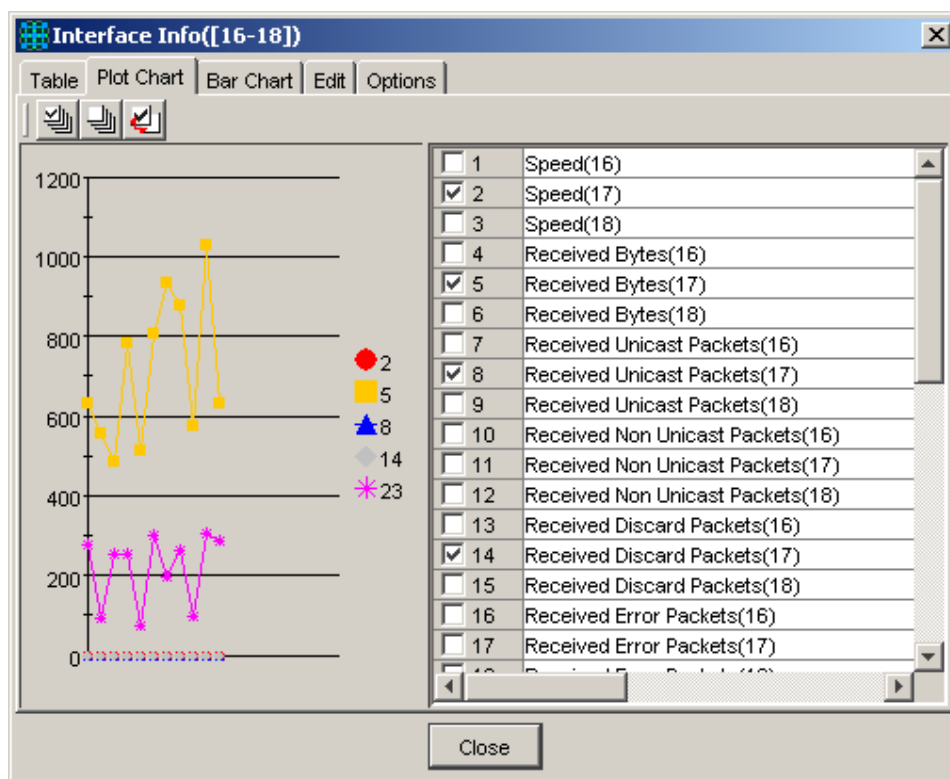 Interface Info([16-18])
Table Plot Chart Bar Chart Edit Options
1200
1000
800
600
400
200
0
2
5
8
14
23
1 Speed(16)
2 Speed(17)
3 Speed(18)
4 Received Bytes(16)
5 Received Bytes(17)
6 Received Bytes(18)
7 Received Unicast Packets(16)
8 Received Unicast Packets(17)
9 Received Unicast Packets(18)
10 Received Non Unicast Packets(16)
11 Received Non Unicast Packets(17)
12 Received Non Unicast Packets(18)
13 Received Discard Packets(16)
14 Received Discard Packets(17)
15 Received Discard Packets(18)
16 Received Error Packets(16)
17 Received Error Packets(17)
Close